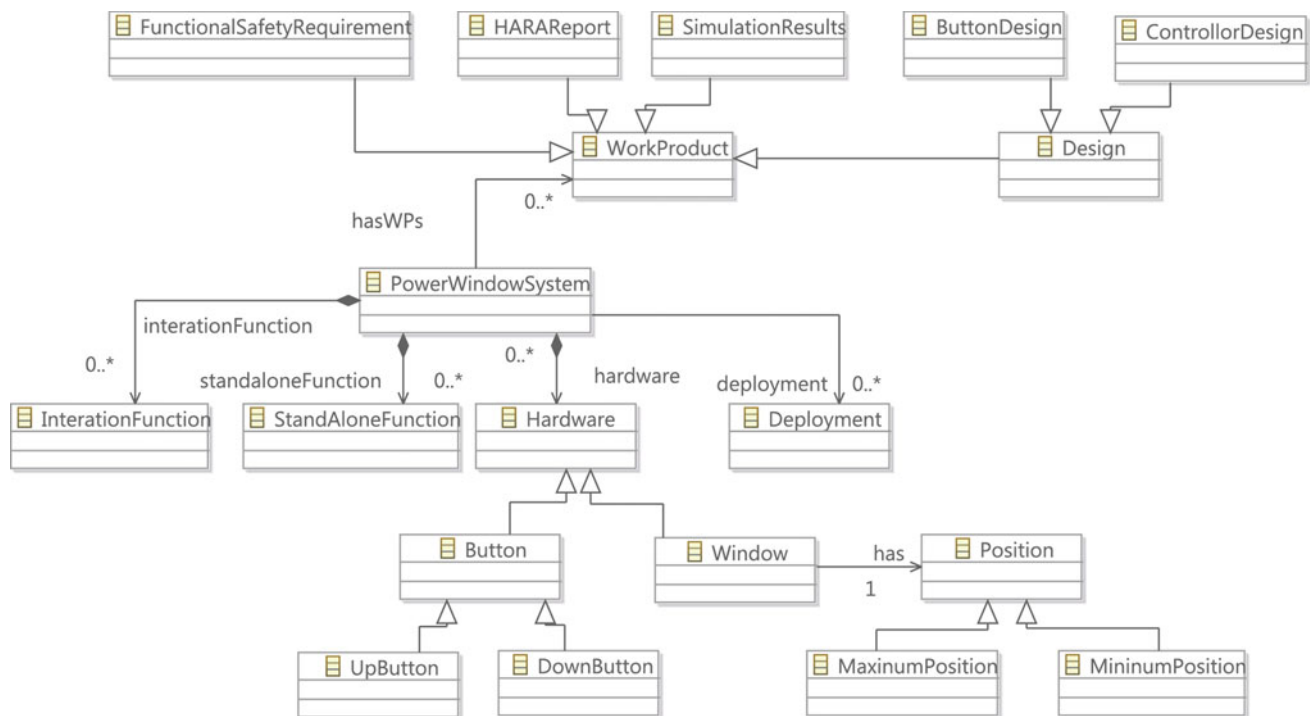 FunctionalSafetyRequirement
HARAReport
SimulationResults
ButtonDesign
ControllorDesign
WorkProduct
Design
0..*
hasWPs
PowerWindowSystem
interationFunction
0..*
standaloneFunction
0..*
0..*
hardware
deployment
0..*
InterationFunction
StandAloneFunction
Hardware
Deployment
Button
Window
has
1
Position
UpButton
DownButton
MaxinumPosition
MininumPosition